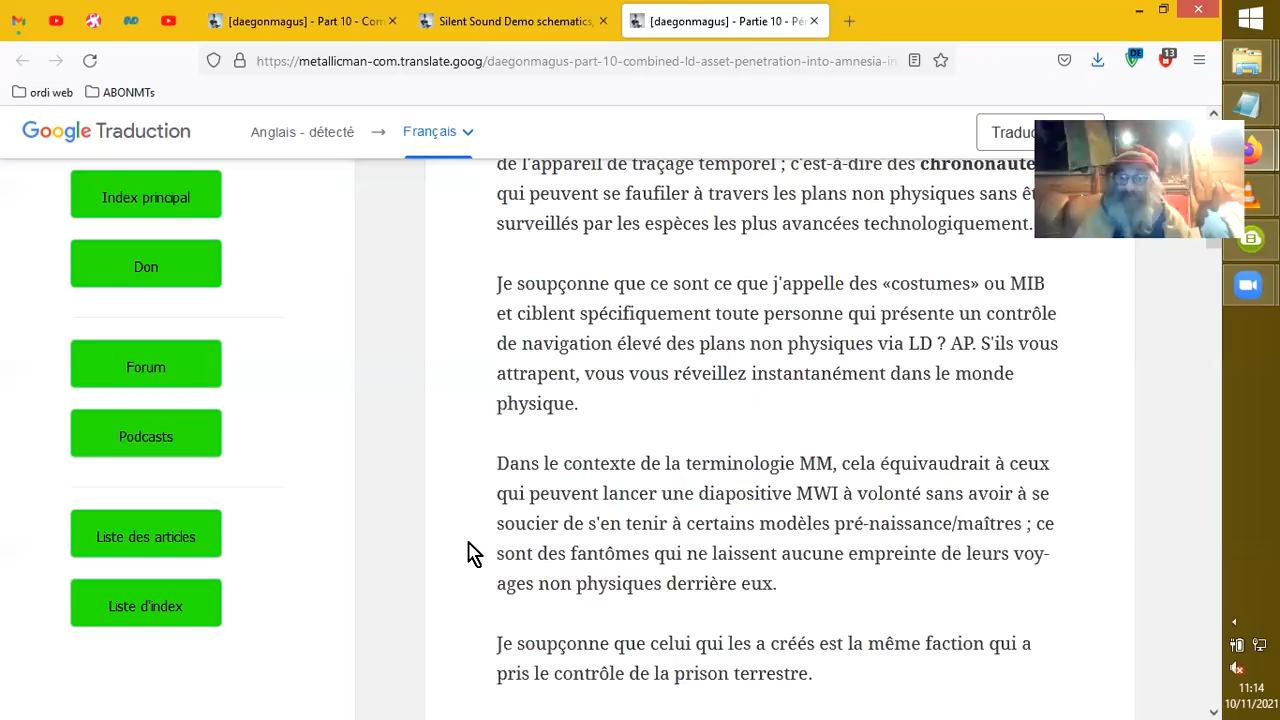 [daegonmagus] - Part 10 - Com
Silent Sound Demo schematics,
[daegonmagus] - Partie 10 - Pé
https://metallicman-com.translate.goog/daegonmagus-part-10-combined-ld-asset-penetration-into-amnesia-in
DE
13
ordi web
ABONMTs
Google Traduction
Anglais - détecté
Français
Traduc
Index principal
Don
Forum
Podcasts
Liste des articles
Liste d'index
de l'appareil de traçage temporel ; c'est-à-dire des chrononaute
qui peuvent se faufiler à travers les plans non physiques sans êt
surveillés par les espèces les plus avancées technologiquement.
Je soupçonne que ce sont ce que j'appelle des «costumes» ou MIB
et ciblent spécifiquement toute personne qui présente un contrôle
de navigation élevé des plans non physiques via LD ? AP. S'ils vous
attrapent, vous vous réveillez instantanément dans le monde
physique.
Dans le contexte de la terminologie MM, cela équivaudrait à ceux
qui peuvent lancer une diapositive MWI à volonté sans avoir à se
soucier de s'en tenir à certains modèles pré-naissance/maîtres ; ce
sont des fantômes qui ne laissent aucune empreinte de leurs voy-
ages non physiques derrière eux.
Je soupçonne que celui qui les a créés est la même faction qui a
pris le contrôle de la prison terrestre.
11:14
10/11/2021